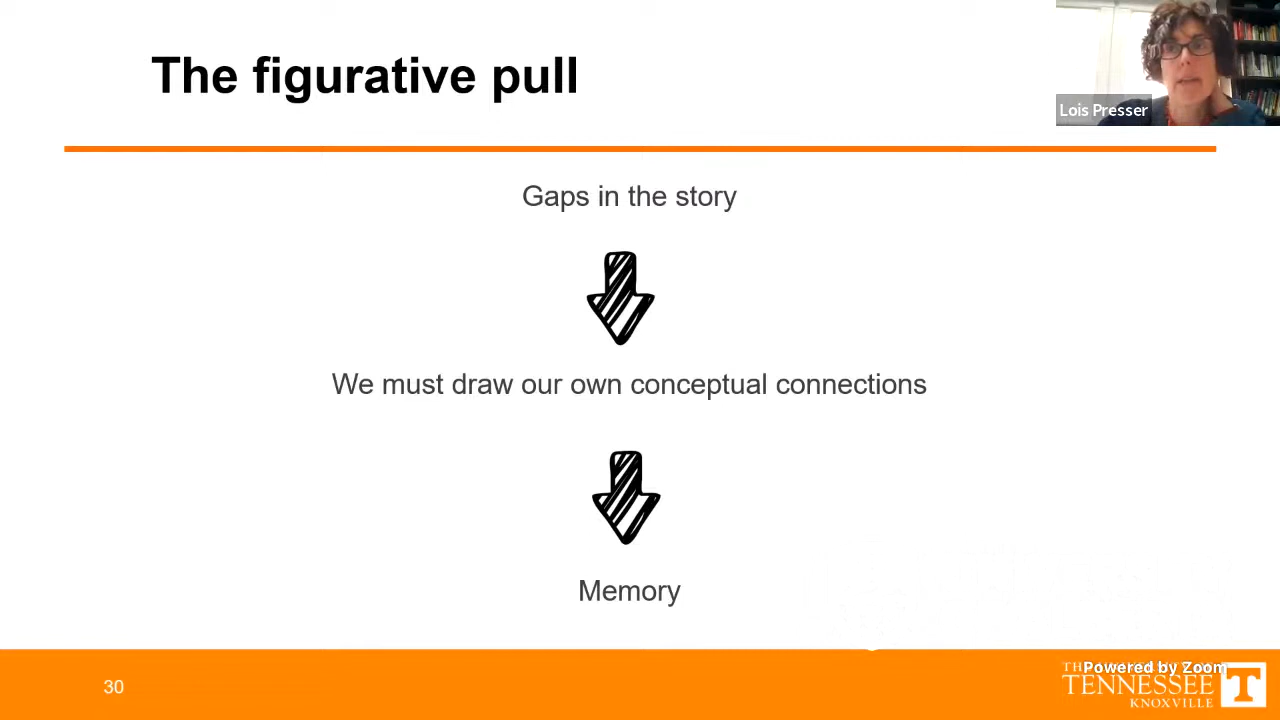 The figurative pull
Lois Presser
Gaps in the story
We must draw our own conceptual connections
Memory
30
Powered by Zoom
TENNESSEE
KNOXVILLE
T